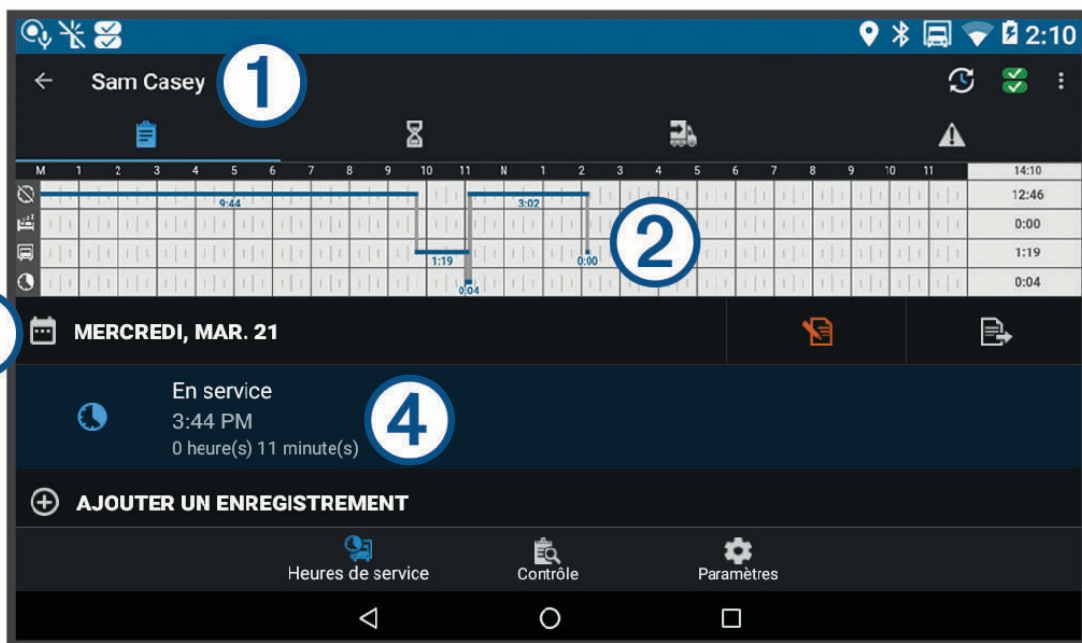 2:10
Sam Casey
1
M 1 2 3 4 5 6 7 8 9 10 11 N 1 2 3 4 5 6 7 8 9 10 11 14:10
9:44 3:02 12:46
0:00
2
1:19 0:00 1:19
0:04 0:04
MERCREDI, MAR. 21
En service
3:44 PM
4
0 heure(s) 11 minute(s)
AJOUTER UN ENREGISTREMENT
Heures de service Contrôle Paramètres